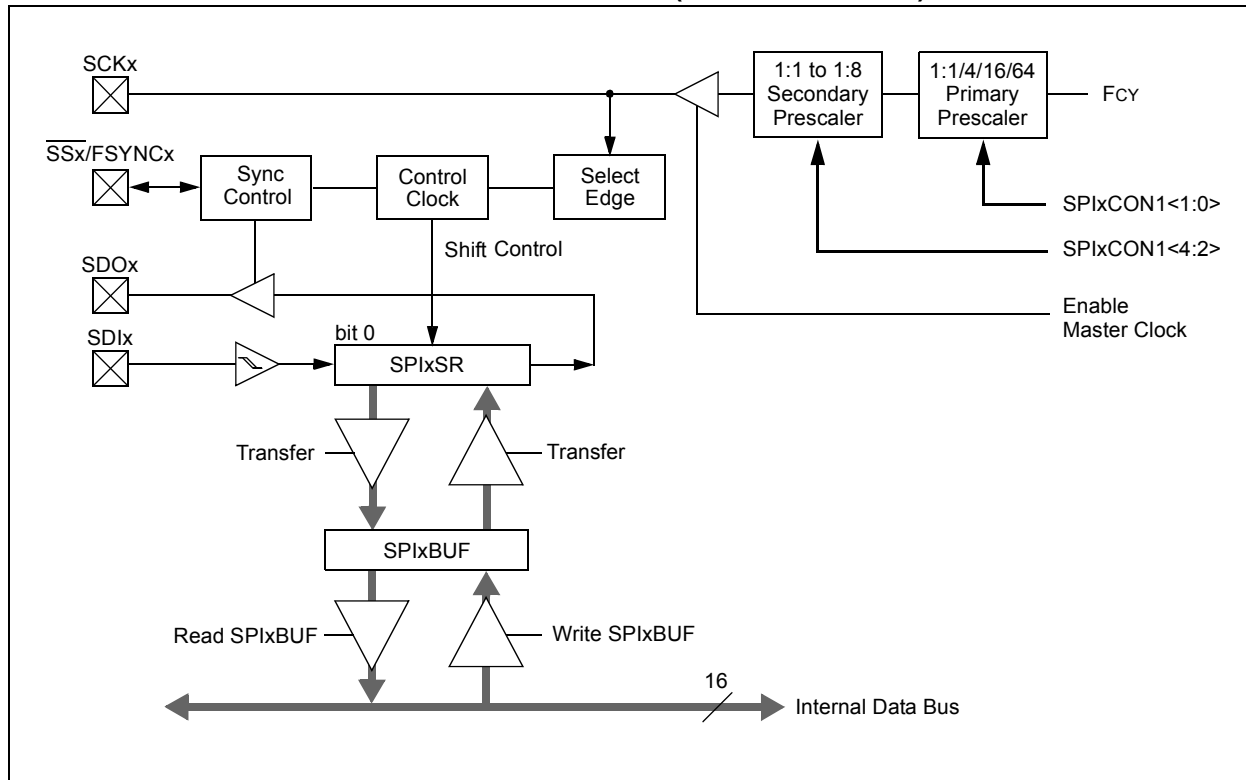 SCKx
1:1 to 1:8
Secondary
Prescaler
1:1/4/16/64
Primary
Prescaler
FCY
SSx/FSYNCx
Sync
Control
Control
Clock
Select
Edge
SPIxCON1<1:0>
Shift Control
SPIxCON1<4:2>
SDOx
Enable
Master Clock
SDIx
bit 0
SPIxSR
Transfer
Transfer
SPIxBUF
Read SPIxBUF
Write SPIxBUF
16
Internal Data Bus